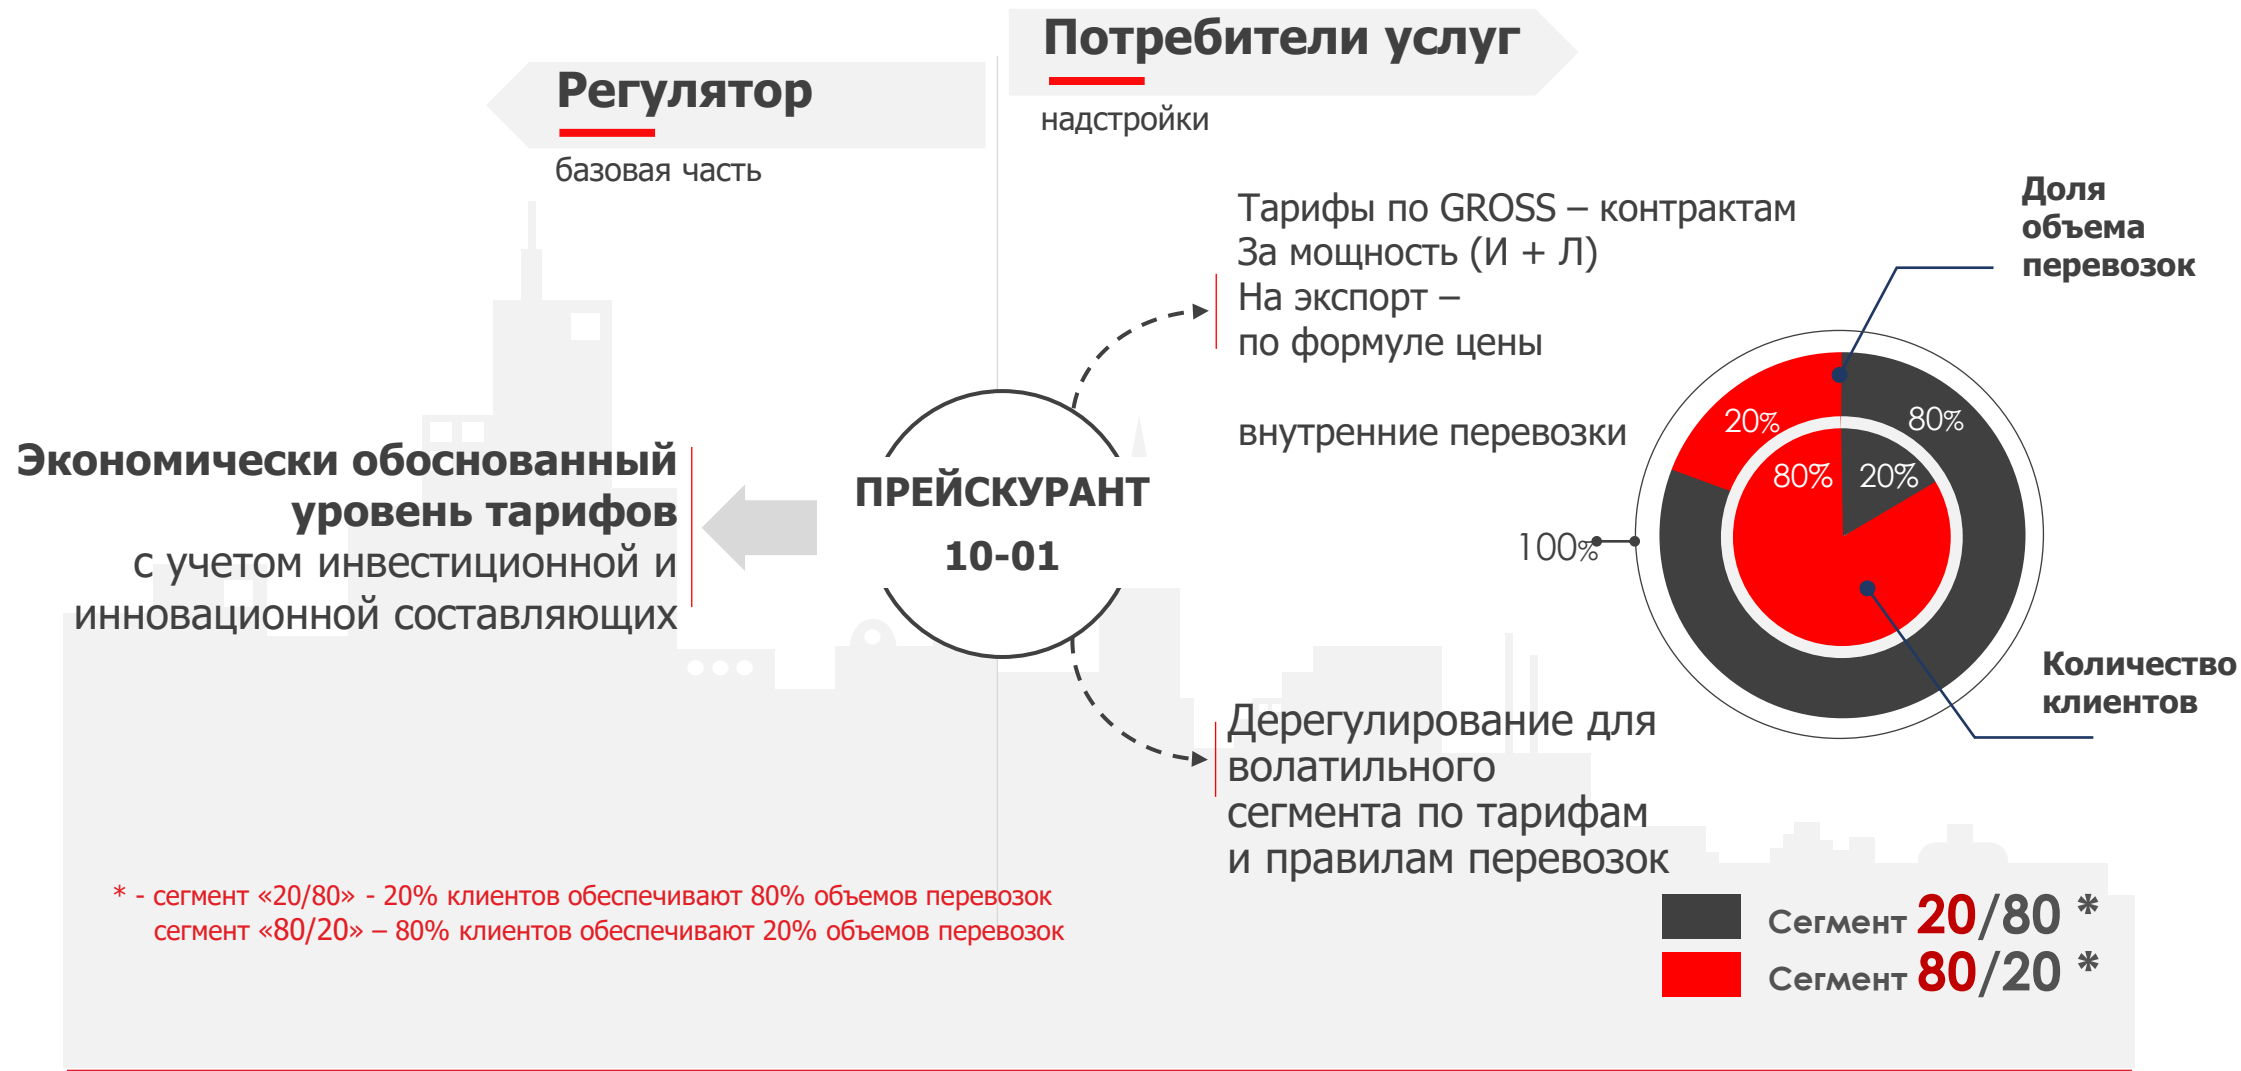 Потребители услуг
надстройки
Регулятор
базовая часть
Экономически обоснованный
уровень тарифов
с учетом инвестиционной и
инновационной составляющих
ПРЕЙСКУРАНТ
10-01
Тарифы по GROSS – контрактам
За мощность (И + Л)
На экспорт –
по формуле цены
внутренние перевозки
Дерегулирование для
волатильного
сегмента по тарифам
и правилам перевозок
Доля
объема
перевозок
20%
80%
80%
20%
100%
Количество
клиентов
* - сегмент «20/80» - 20% клиентов обеспечивают 80% объемов перевозок
сегмент «80/20» – 80% клиентов обеспечивают 20% объемов перевозок
Сегмент 20/80 *
Сегмент 80/20 *